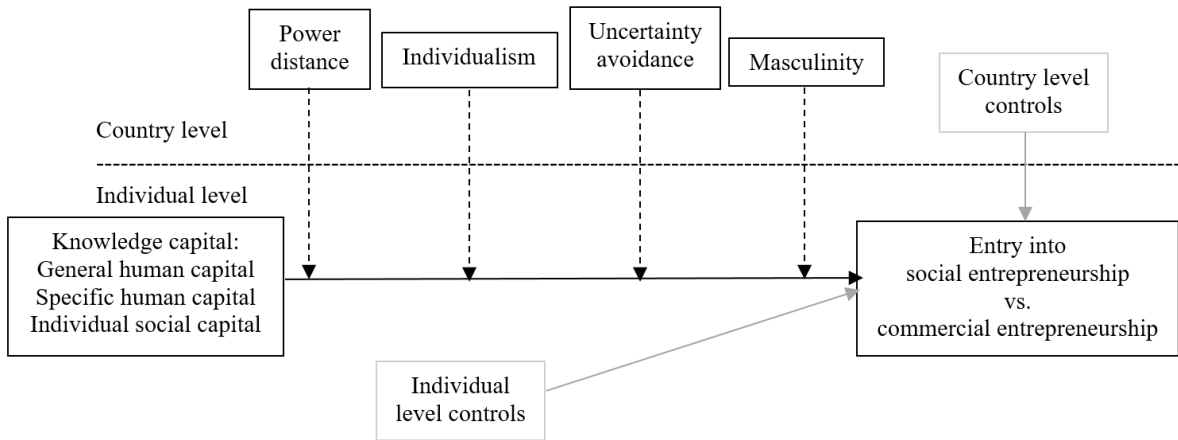 Power
distance
Individualism
Uncertainty
avoidance
Masculinity
Country level
controls
Country level
Individual level
Knowledge capital:
General human capital
Specific human capital
Individual social capital
Entry into
social entrepreneurship
vs.
commercial entrepreneurship
Individual
level controls